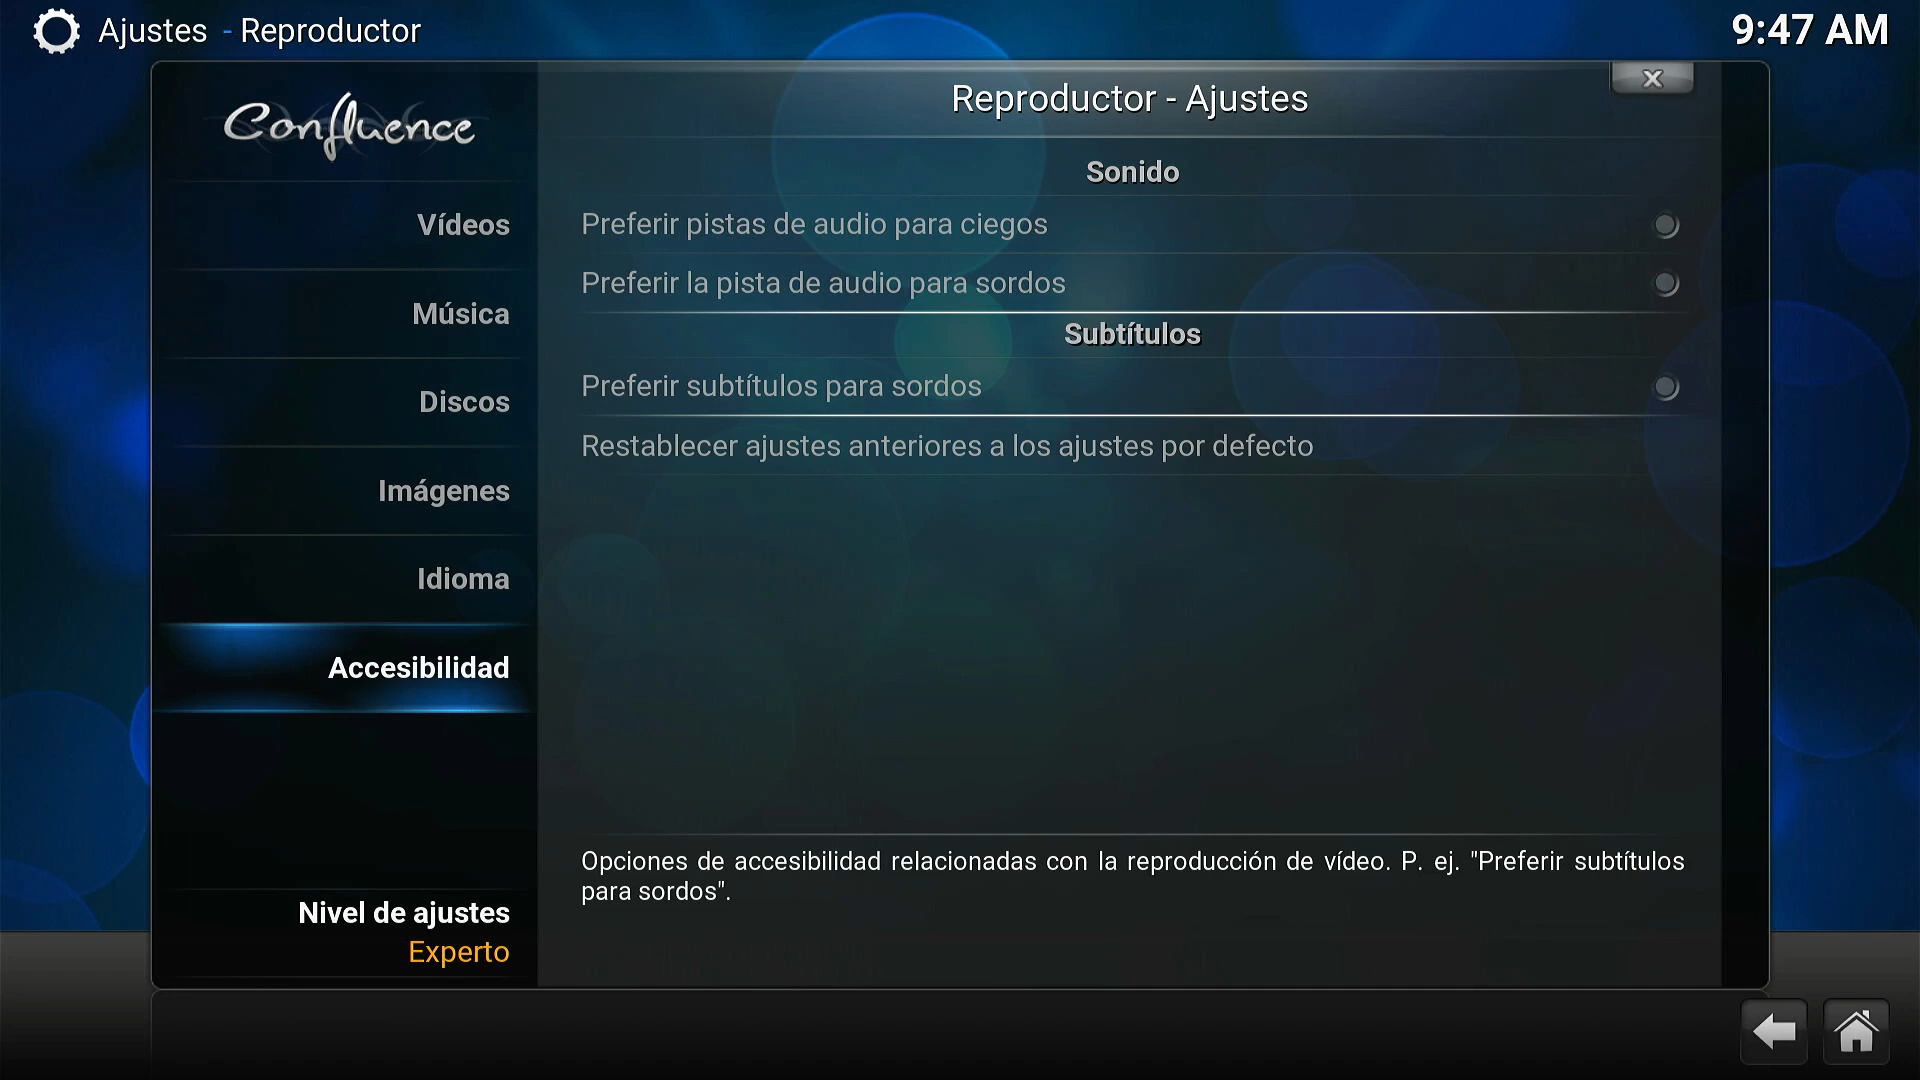 Ajustes - Reproductor
9:47 AM
Confluence
Reproductor - Ajustes
Vídeos
Música
Discos
Imágenes
Idioma
Accesibilidad
Nivel de ajustes
Experto
Sonido
Preferir pistas de audio para ciegos
Preferir la pista de audio para sordos
Subtítulos
Preferir subtítulos para sordos
Restablecer ajustes anteriores a los ajustes por defecto
Opciones de accesibilidad relacionadas con la reproducción de vídeo. P. ej. "Preferir subtítulos
para sordos".